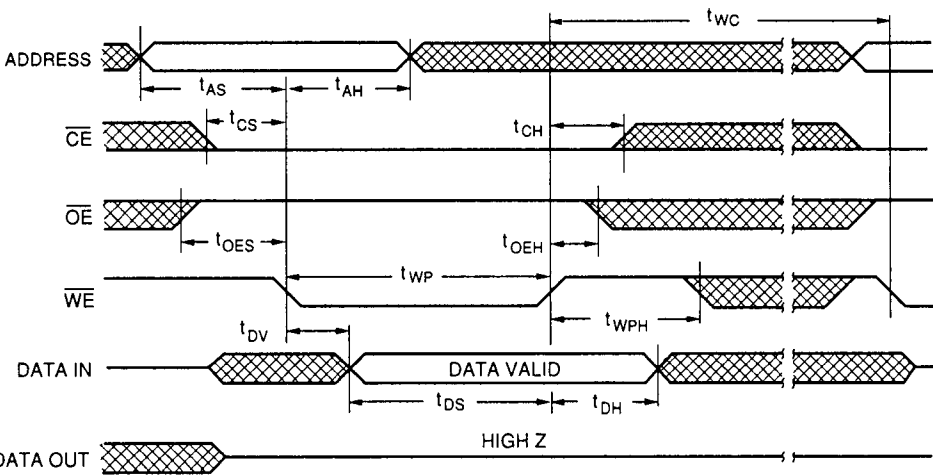 tWC
ADDRESS
tAS
tAH
tCS
tCH
CE
OE
tOES
tOEH
tWP
WE
tWPH
tDV
DATA IN
DATA VALID
tDS
tDH
HIGH Z
DATA OUT